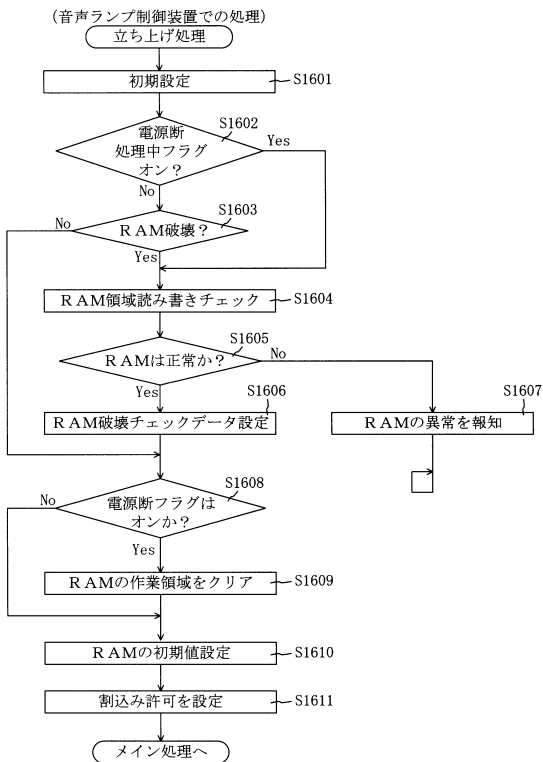 (音声ランプ制御装置での処理)
立ち上げ処理
初期設定
S1601
電源断
処理中フラグ
オン?
S1602
Yes
No
RAM破壊?
S1603
No
Yes
RAM領域読み書きチェック
S1604
RAMは正常か?
S1605
No
Yes
RAM破壊チェックデータ設定
S1606
RAMの異常を報知
S1607
電源断フラグは
オンか?
S1608
No
Yes
RAMの作業領域をクリア
S1609
RAMの初期値設定
S1610
割込み許可を設定
S1611
メイン処理へ